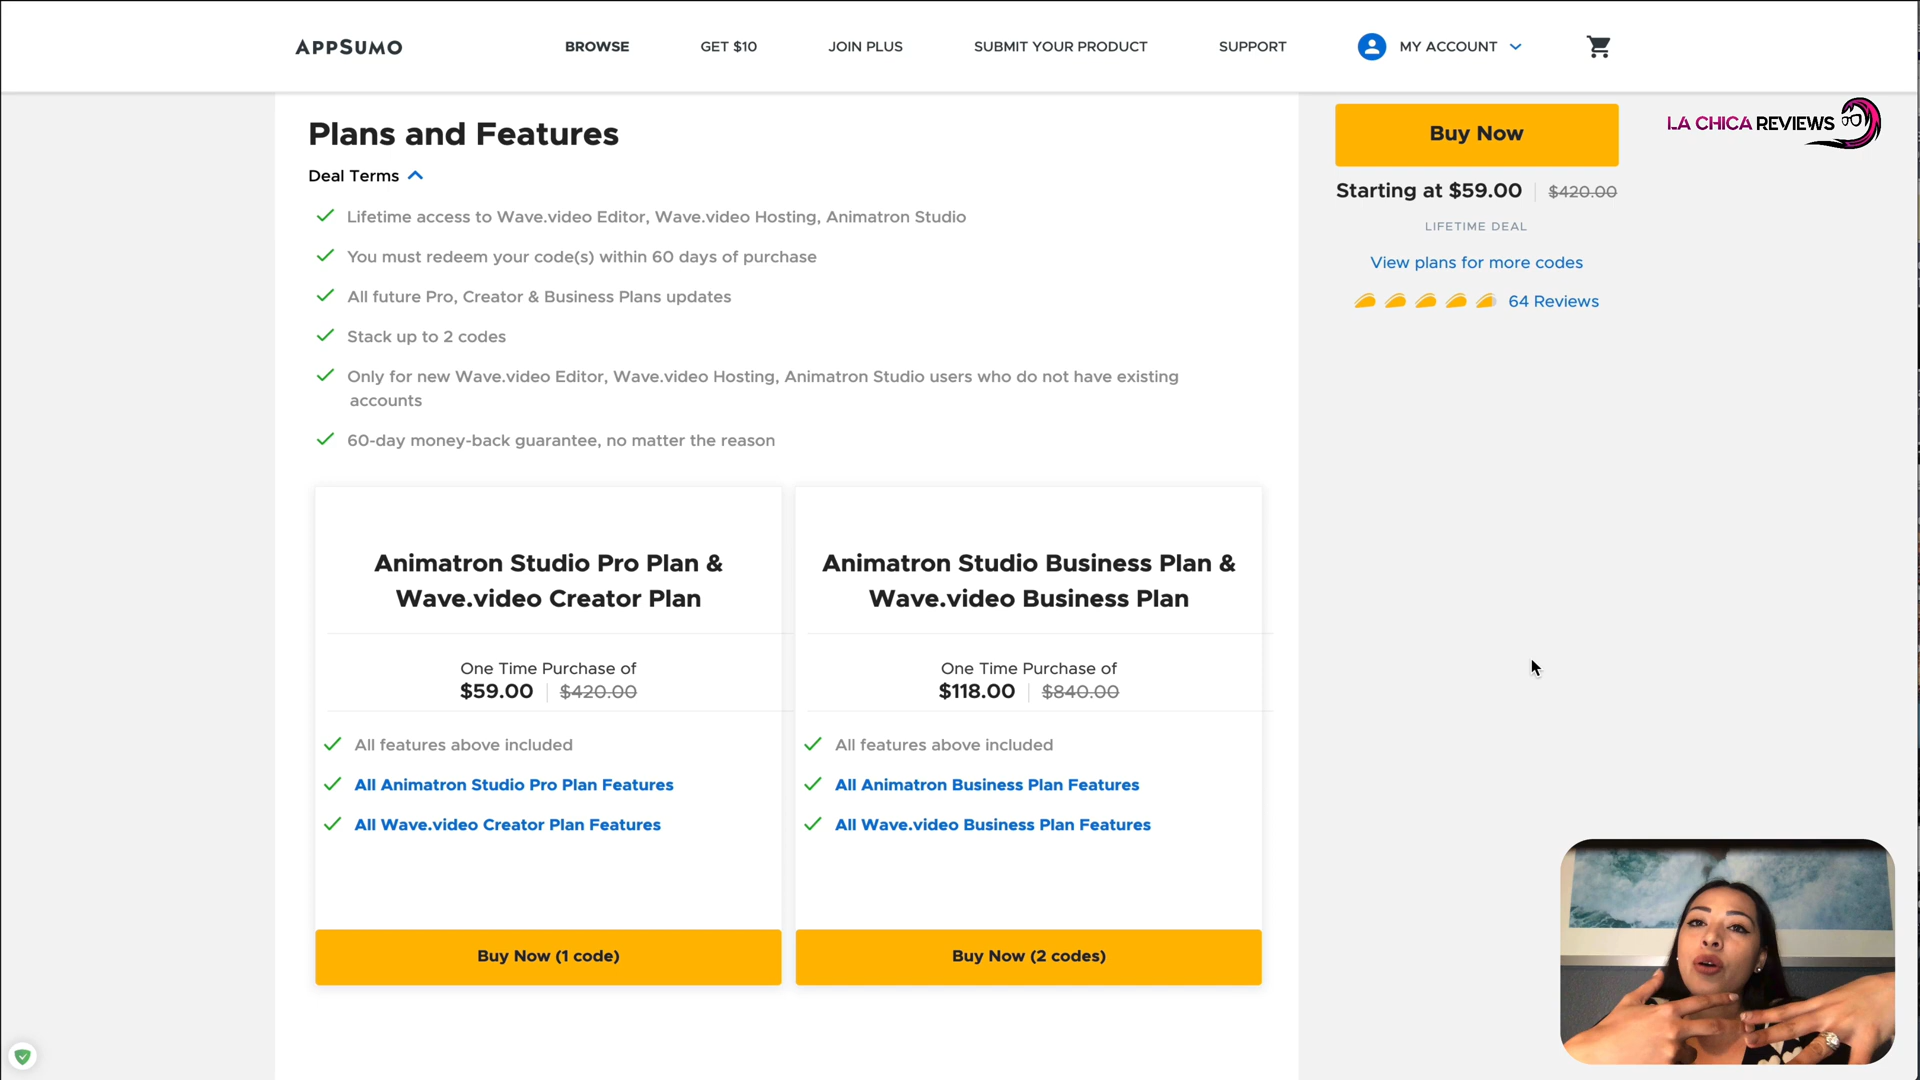 APPSUMO
BROWSE
GET $10
JOIN PLUS
SUBMIT YOUR PRODUCT
SUPPORT
MY ACCOUNT
Plans and Features
Deal Terms
Lifetime access to Wave.video Editor, Wave.video Hosting, Animatron Studio
You must redeem your code(s) within 60 days of purchase
All future Pro, Creator & Business Plans updates
Stack up to 2 codes
Only for new Wave.video Editor, Wave.video Hosting, Animatron Studio users who do not have existing
accounts
60-day money-back guarantee, no matter the reason
Animatron Studio Pro Plan &
Wave.video Creator Plan
One Time Purchase of
$59.00 $420.00
All features above included
All Animatron Studio Pro Plan Features
All Wave.video Creator Plan Features
Buy Now (1 code)
Animatron Studio Business Plan &
Wave.video Business Plan
One Time Purchase of
$118.00 $840.00
All features above included
All Animatron Business Plan Features
All Wave.video Business Plan Features
Buy Now (2 codes)
Buy Now
Starting at $59.00 $420.00
LIFETIME DEAL
View plans for more codes
64 Reviews
LA CHICA REVIEWS